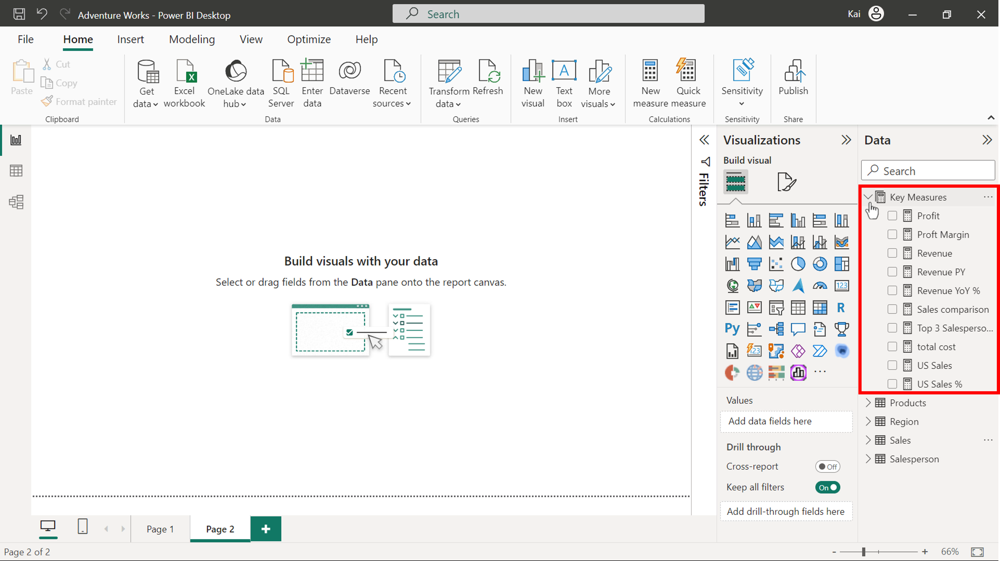 Adventure Works - Power BI Desktop
Search
Kai
File
Home
Insert
Modeling
View
Optimize
Help
Paste
Cut
Copy
Format painter
Clipboard
Get
data
Excel
workbook
OneLake data
hub
SQL
Server
Enter
data
Dataverse
Recent
sources
Data
Transform
data
Refresh
Queries
New
visual
Text
box
More
visuals
Insert
New
measure
Quick
measure
Calculations
Sensitivity
Sensitivity
Publish
Share
Build visuals with your data
Select or drag fields from the Data pane onto the report canvas.
Filters
Visualizations
Build visual
123
R
Py
123
Values
Add data fields here
Drill through
Cross-report
Off
Keep all filters
On
Add drill-through fields here
Data
Search
Key Measures
Profit
Proft Margin
Revenue
Revenue PY
Revenue YoY %
Sales comparison
Top 3 Salesperso...
total cost
US Sales
US Sales %
Products
Region
Sales
Salesperson
Page 1
Page 2
+
Page 2 of 2
- + 66%